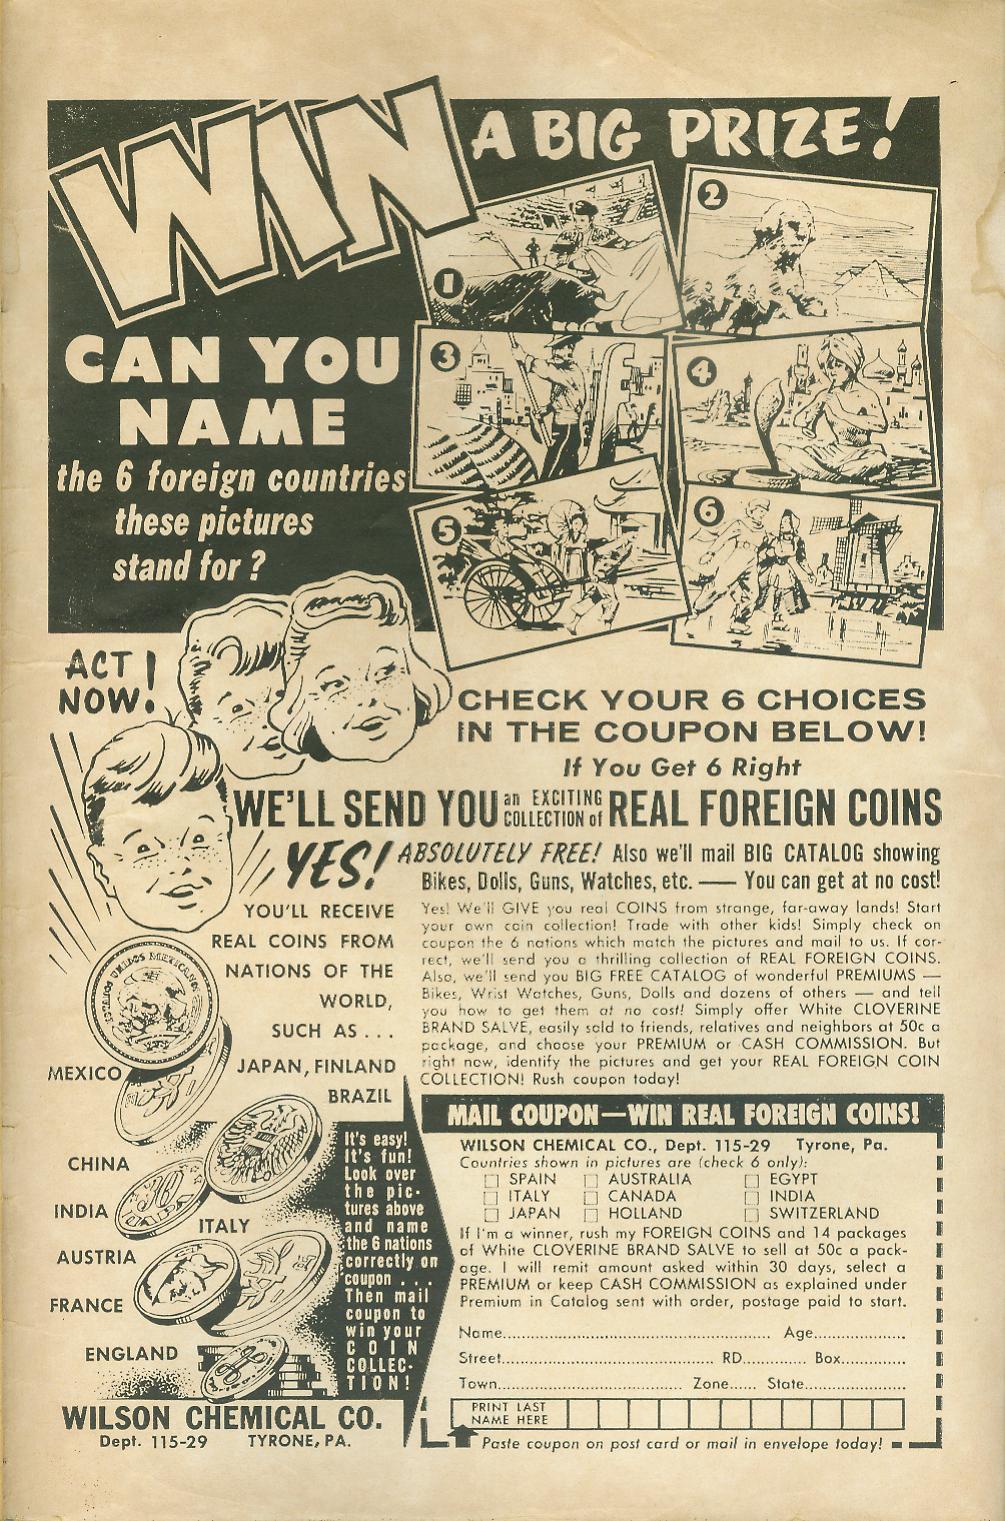 WIN A BIG PRIZE!
CAN YOU
NAME
the 6 foreign countries
these pictures
stand for?
1
2
3
4
5
6
ACT
NOW!
CHECK YOUR 6 CHOICES
IN THE COUPON BELOW!
If You Get 6 Right
WE'LL SEND YOU an EXCITING COLLECTION of REAL FOREIGN COINS
YES! ABSOLUTELY FREE! Also we'll mail BIG CATALOG showing
Bikes, Dolls, Guns, Watches, etc. — You can get at no cost!
YOU'LL RECEIVE
REAL COINS FROM
NATIONS OF THE
WORLD,
SUCH AS . . .
JAPAN, FINLAND
BRAZIL
Yes! We'll GIVE you real COINS from strange, far-away lands! Start
your own coin collection! Trade with other kids! Simply check on
coupon the 6 nations which match the pictures and mail to us. If cor-
rect, we'll send you a thrilling collection of REAL FOREIGN COINS.
Also, we'll send you BIG FREE CATALOG of wonderful PREMIUMS —
Bikes, Wrist Watches, Guns, Dolls and dozens of others — and tell
you how to get them at no cost! Simply offer White CLOVERINE
BRAND SALVE, easily sold to friends, relatives and neighbors at 50c a
package, and choose your PREMIUM or CASH COMMISSION. But
right now, identify the pictures and get your REAL FOREIGN COIN
COLLECTION! Rush coupon today!
ESTADOS UNIDOS MEXICANOS
MEXICO
CHINA
INDIA
ITALY
AUSTRIA
FRANCE
ENGLAND
It's easy!
It's fun!
Look over
the pic-
tures above
and name
the 6 nations
correctly on
coupon . . .
Then mail
coupon to
win your
COIN
COLLEC-
TION!
WILSON CHEMICAL CO.
Dept. 115-29 TYRONE, PA.
MAIL COUPON—WIN REAL FOREIGN COINS!
WILSON CHEMICAL CO., Dept. 115-29 Tyrone, Pa.
Countries shown in pictures are (check 6 only):
SPAIN AUSTRALIA EGYPT
ITALY CANADA INDIA
JAPAN HOLLAND SWITZERLAND
If I'm a winner, rush my FOREIGN COINS and 14 packages
of White CLOVERINE BRAND SALVE to sell at 50c a pack-
age. I will remit amount asked within 30 days, select a
PREMIUM or keep CASH COMMISSION as explained under
Premium in Catalog sent with order, postage paid to start.
Name.......... Age..........
Street.......... RD.......... Box..........
Town.......... Zone...... State..........
PRINT LAST
NAME HERE
Paste coupon on post card or mail in envelope today!